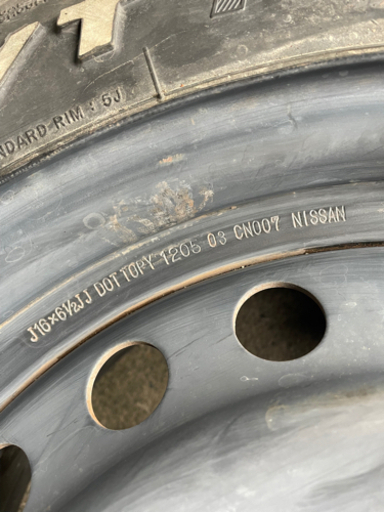 STANDARD RIM : 5J
J16×6½JJ DOT TOPY 1205 03 CN007 NISSAN